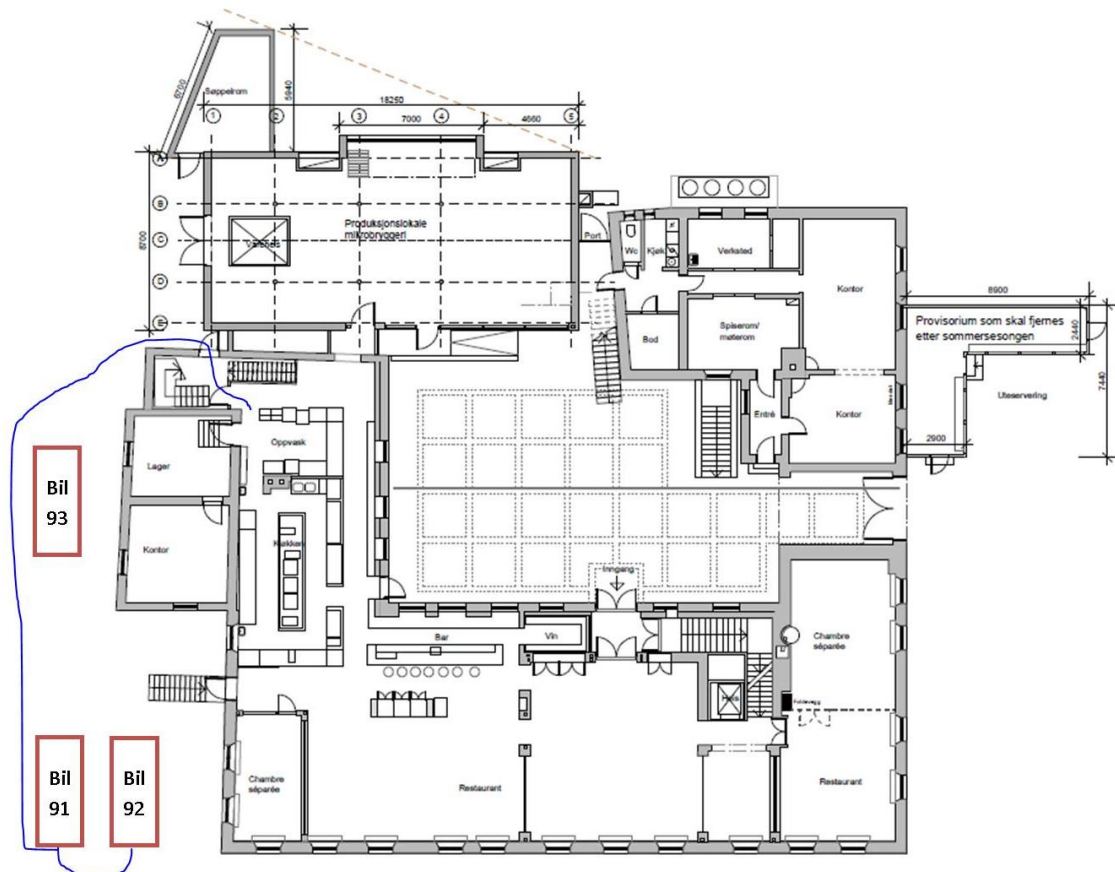 Søppelrom
6700
5940
18250
1
2
3
4
5
7000
4660
A
B
C
D
E
8700
Produksjonslokale
mikrobryggeri
Vareheis
Port
Wc
Kjøk
Verksted
Kontor
Bod
Spiserom/
møterom
Entré
Kontor
8900
Provisorium som skal fjernes
etter sommersesongen
2440
7440
Uteservering
2900
Oppvask
Lager
Kontor
Kjøkken
Bil
93
Inngang
Bar
Vin
Heis
Chambre
séparée
Foldevegg
Bil
91
Bil
92
Chambre
séparée
Restaurant
Restaurant